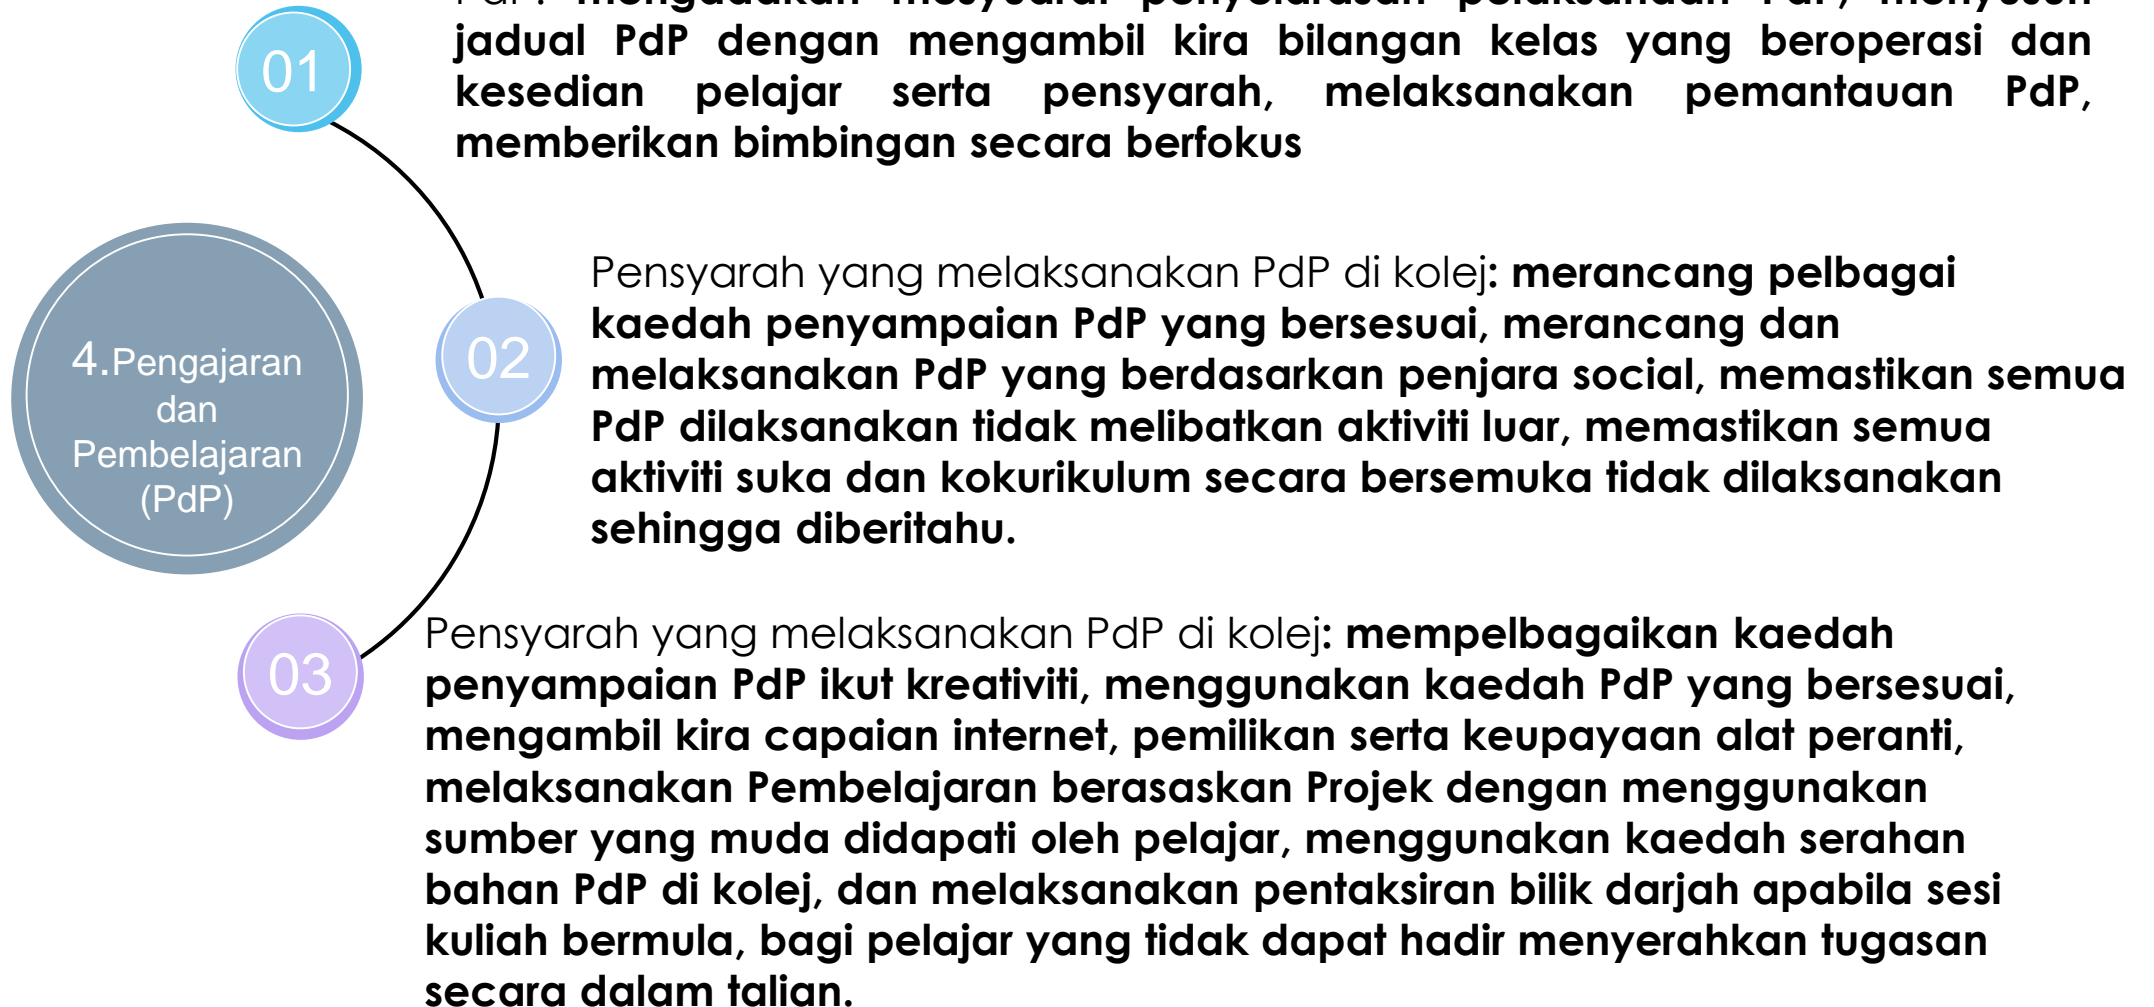 01
PdP: mengadakan mesyuarat penyelarasan pelaksanaan PdP, menyusun
jadual PdP dengan mengambil kira bilangan kelas yang beroperasi dan
kesedian pelajar serta pensyarah, melaksanakan pemantauan PdP,
memberikan bimbingan secara berfokus
4.Pengajaran
dan
Pembelajaran
(PdP)
02
Pensyarah yang melaksanakan PdP di kolej: merancang pelbagai
kaedah penyampaian PdP yang bersesuai, merancang dan
melaksanakan PdP yang berdasarkan penjara social, memastikan semua
PdP dilaksanakan tidak melibatkan aktiviti luar, memastikan semua
aktiviti suka dan kokurikulum secara bersemuka tidak dilaksanakan
sehingga diberitahu.
03
Pensyarah yang melaksanakan PdP di kolej: mempelbagaikan kaedah
penyampaian PdP ikut kreativiti, menggunakan kaedah PdP yang bersesuai,
mengambil kira capaian internet, pemilikan serta keupayaan alat peranti,
melaksanakan Pembelajaran berasaskan Projek dengan menggunakan
sumber yang muda didapati oleh pelajar, menggunakan kaedah serahan
bahan PdP di kolej, dan melaksanakan pentaksiran bilik darjah apabila sesi
kuliah bermula, bagi pelajar yang tidak dapat hadir menyerahkan tugasan
secara dalam talian.